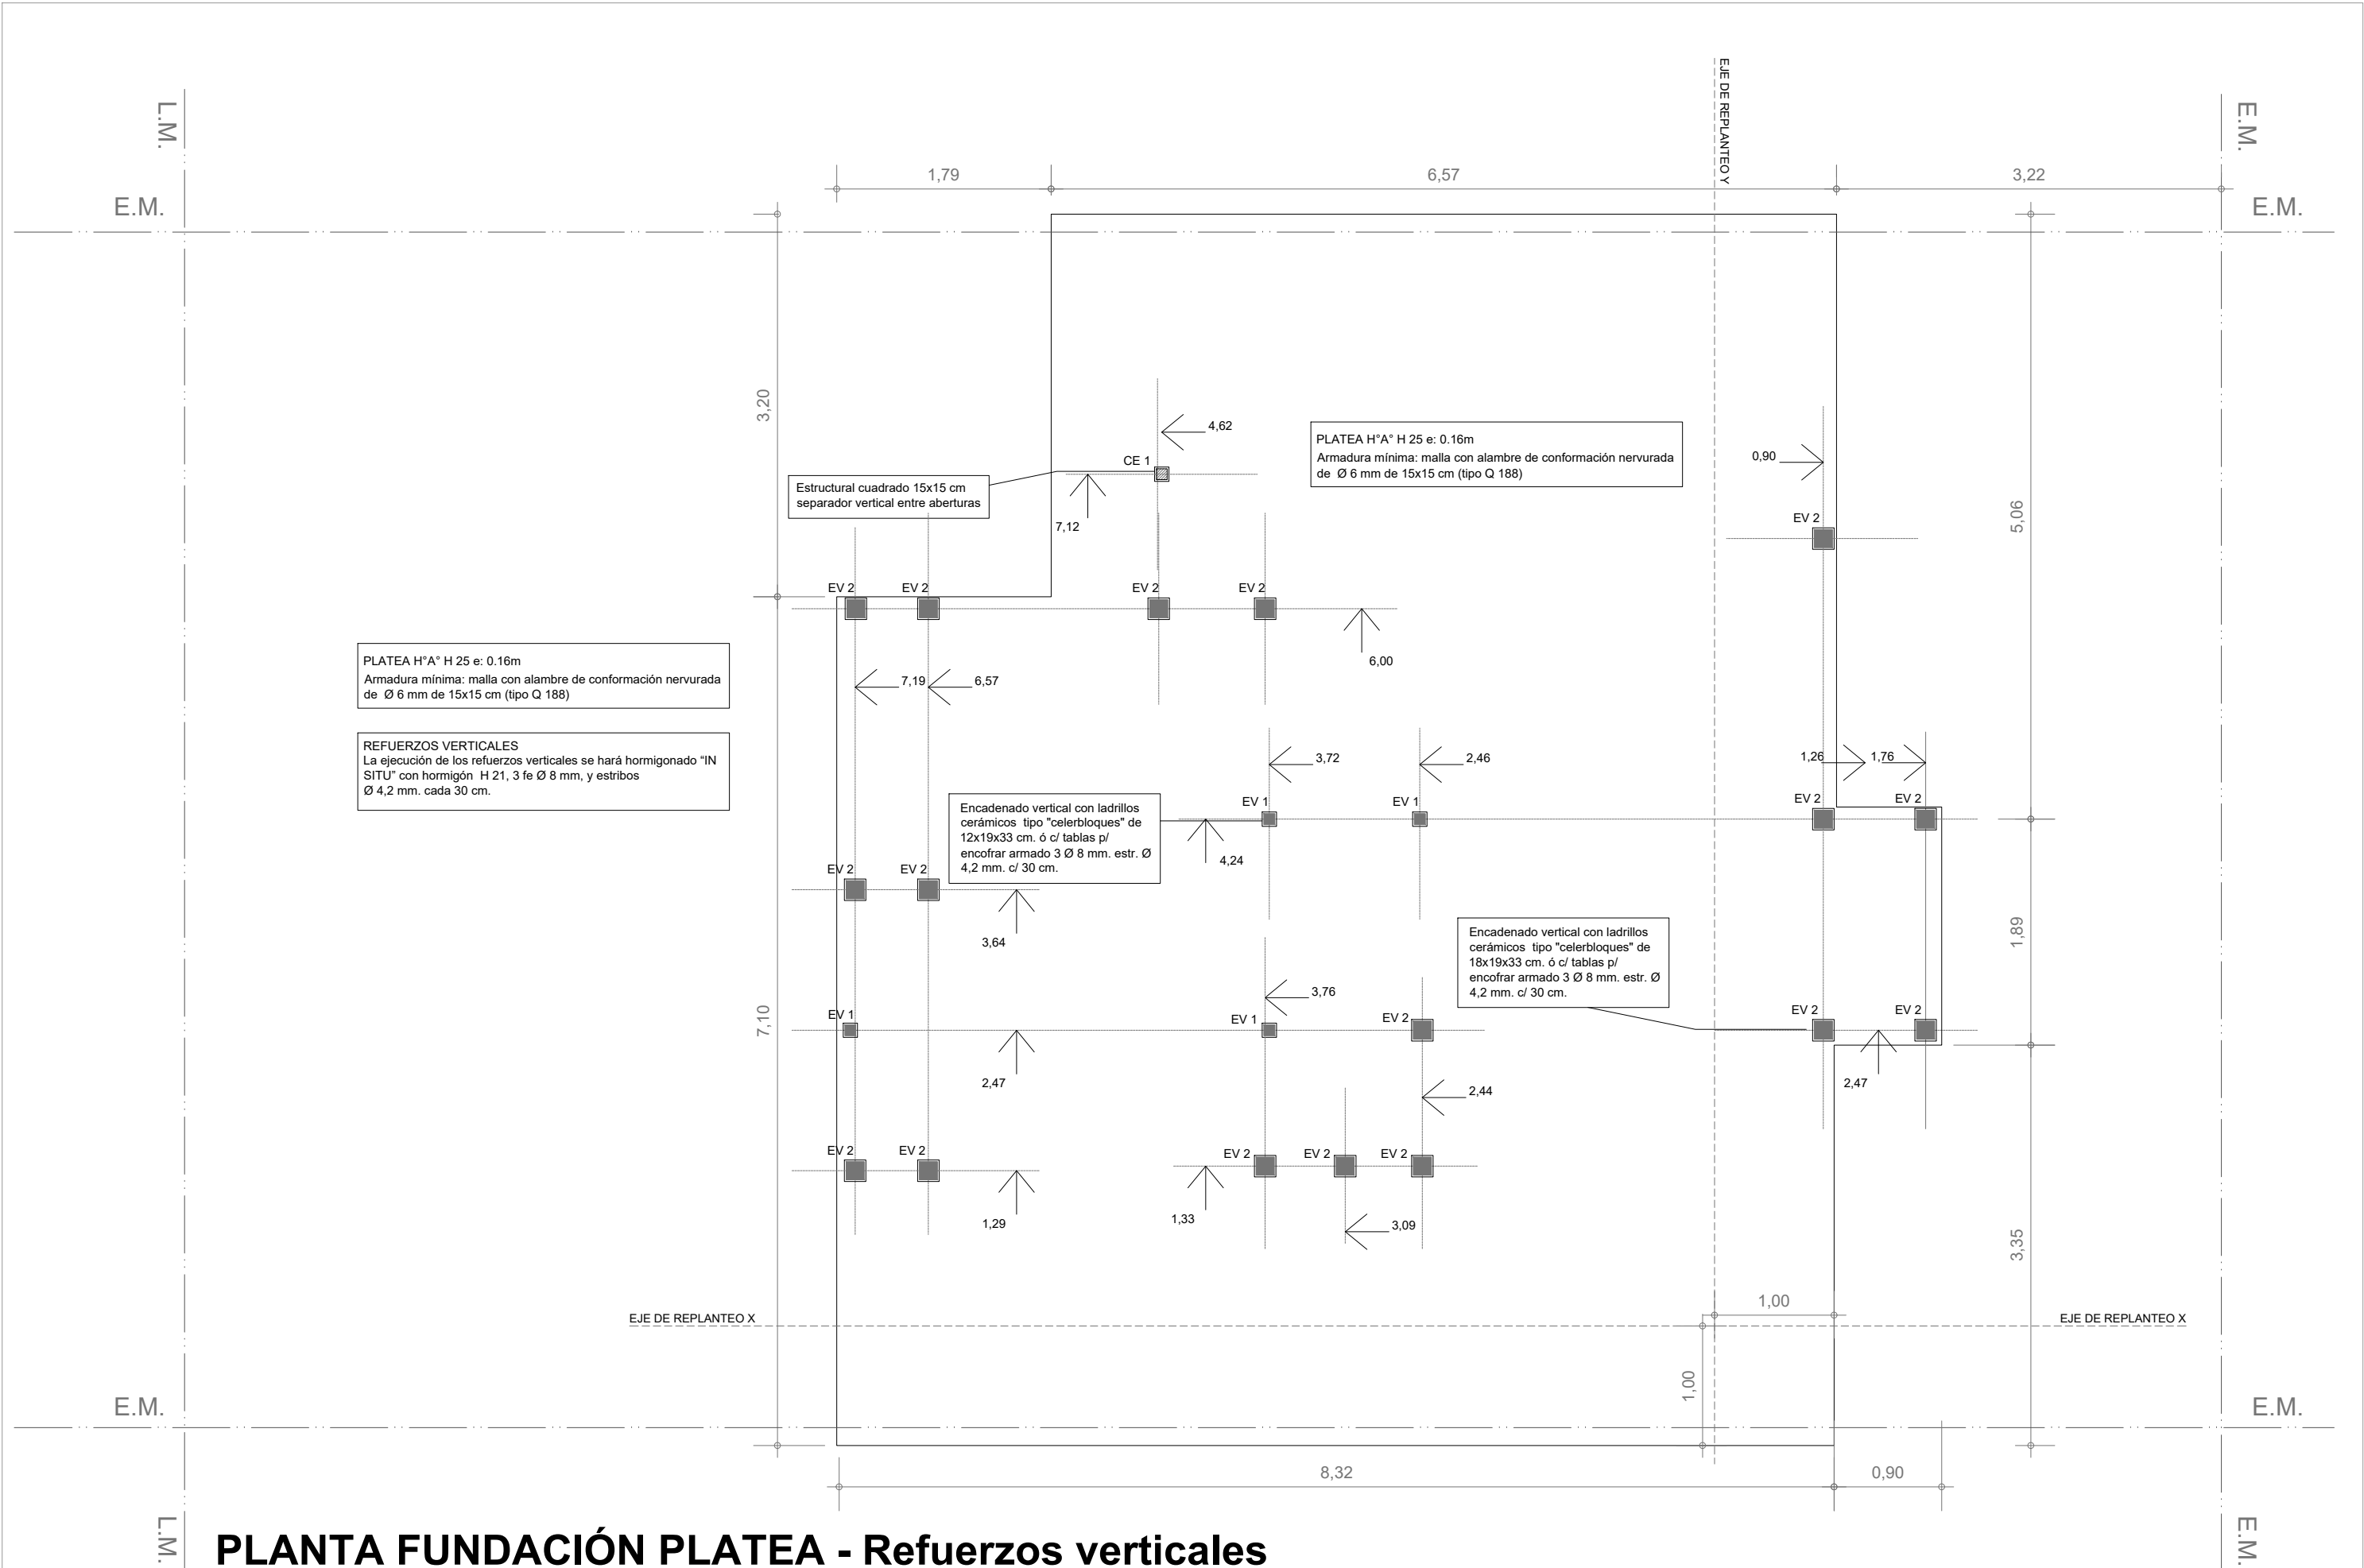 L.M.
EJE DE REPLANTEO Y
E.M.
1,79
6,57
3,22
E.M.
E.M.
3,20
4,62
CE 1
PLATEA H°A° H 25 e: 0.16m
Armadura mínima: malla con alambre de conformación nervurada
de Ø 6 mm de 15x15 cm (tipo Q 188)
0,90
Estructural cuadrado 15x15 cm
separador vertical entre aberturas
7,12
EV 2
5,06
EV 2
EV 2
EV 2
EV 2
6,00
PLATEA H°A° H 25 e: 0.16m
Armadura mínima: malla con alambre de conformación nervurada
de Ø 6 mm de 15x15 cm (tipo Q 188)
7,19
6,57
REFUERZOS VERTICALES
La ejecución de los refuerzos verticales se hará hormigonado “IN
SITU” con hormigón H 21, 3 fe Ø 8 mm, y estribos
Ø 4,2 mm. cada 30 cm.
3,72
2,46
1,26
1,76
Encadenado vertical con ladrillos
cerámicos tipo "celerbloques" de
12x19x33 cm. ó c/ tablas p/
encofrar armado 3 Ø 8 mm. estr. Ø
4,2 mm. c/ 30 cm.
EV 1
EV 1
EV 2
EV 2
4,24
EV 2
EV 2
3,64
Encadenado vertical con ladrillos
cerámicos tipo "celerbloques" de
18x19x33 cm. ó c/ tablas p/
encofrar armado 3 Ø 8 mm. estr. Ø
4,2 mm. c/ 30 cm.
1,89
3,76
7,10
EV 1
EV 1
EV 2
EV 2
EV 2
2,47
2,47
2,44
EV 2
EV 2
EV 2
EV 2
EV 2
1,29
1,33
3,09
3,35
1,00
EJE DE REPLANTEO X
EJE DE REPLANTEO X
1,00
E.M.
E.M.
8,32
0,90
L.M.
E.M.
PLANTA FUNDACIÓN PLATEA - Refuerzos verticales